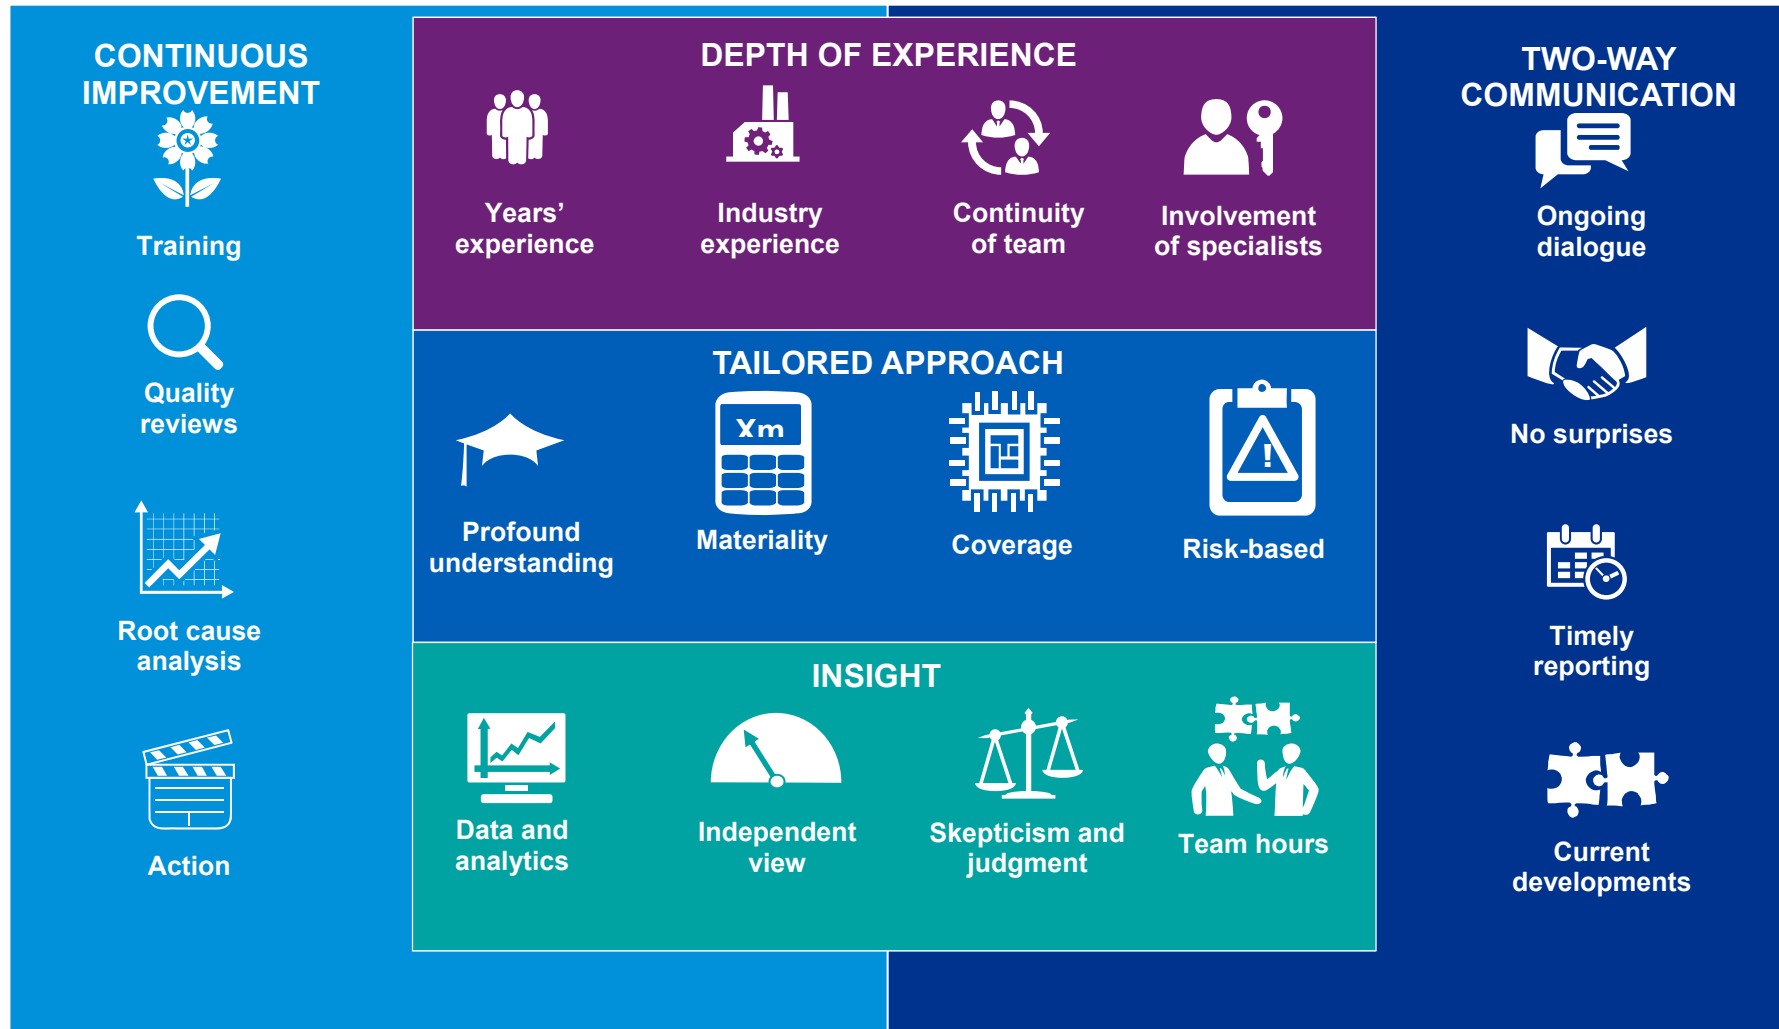 CONTINUOUS
IMPROVEMENT
Training
Quality
reviews
Root cause
analysis
Action
DEPTH OF EXPERIENCE
Years’
experience
Industry
experience
Continuity
of team
Involvement
of specialists
TAILORED APPROACH
Profound
understanding
Xm
Materiality
Coverage
!
Risk-based
INSIGHT
Data and
analytics
Independent
view
Skepticism and
judgment
Team hours
TWO-WAY
COMMUNICATION
Ongoing
dialogue
No surprises
Timely
reporting
Current
developments